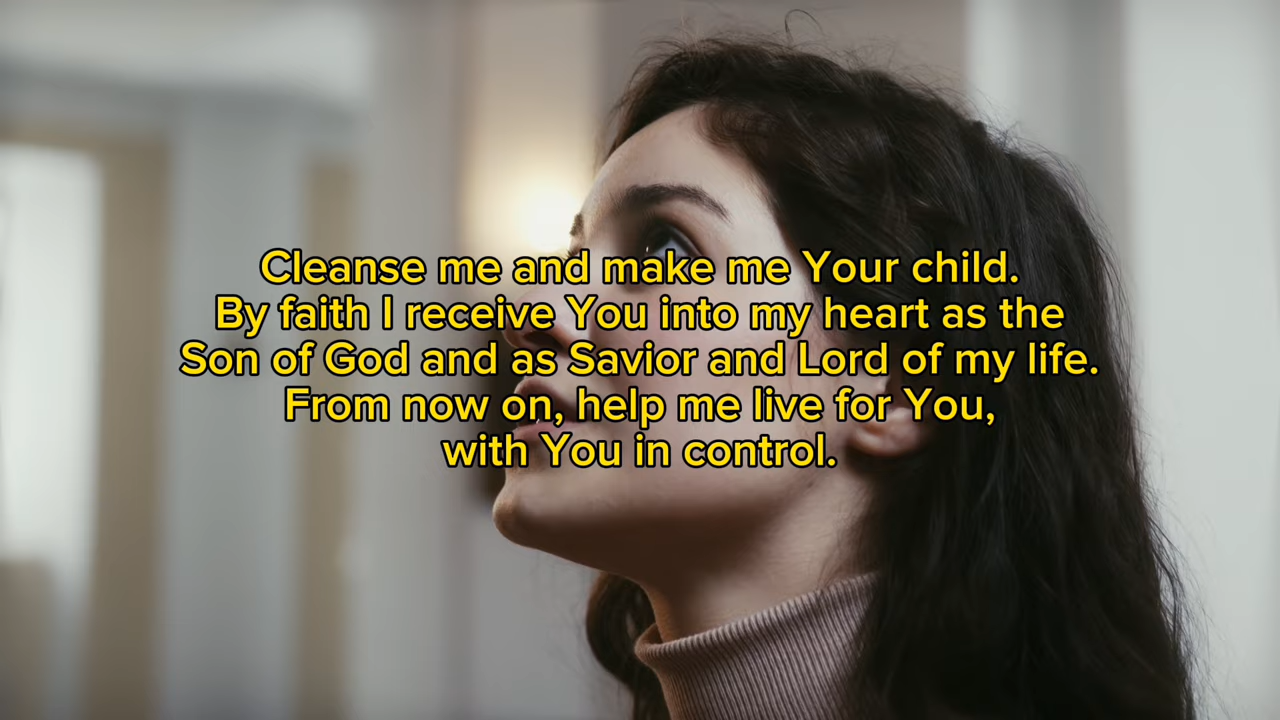 Cleanse me and make me Your child.
By faith I receive You into my heart as the
Son of God and as Savior and Lord of my life.
From now on, help me live for You,
with You in control.